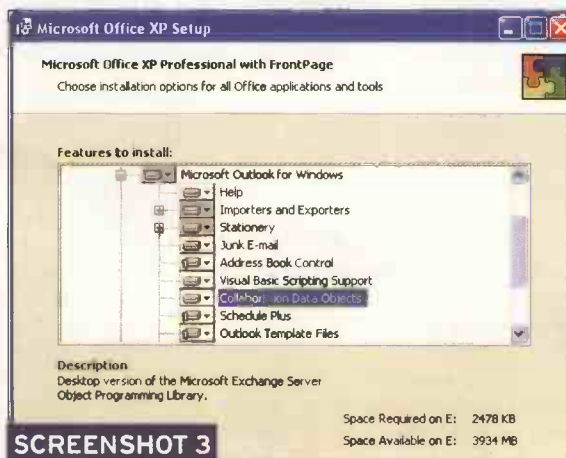 Microsoft Office XP Setup
Microsoft Office XP Professional with FrontPage
Choose installation options for all Office applications and tools
Features to install:
Microsoft Outlook for Windows
Help
Importers and Exporters
Stationery
Junk E-mail
Address Book Control
Visual Basic Scripting Support
Collaboration Data Objects
Schedule Plus
Outlook Template Files
Description
Desktop version of the Microsoft Exchange Server
Object Programming Library.
Space Required on E: 2478 KB
Space Available on E: 3934 MB
SCREENSHOT 3